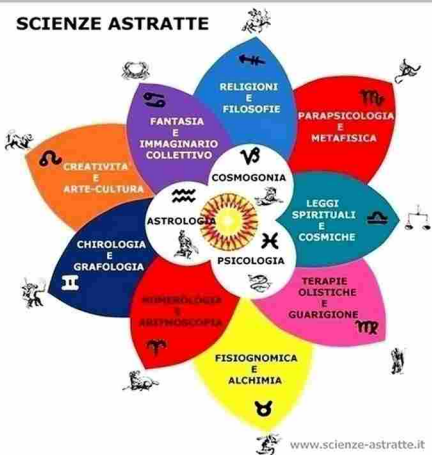 SCIENZE ASTRATTE
RELIGIONI
E
FILOSOFIE
FANTASIA
E
IMMAGINARIO
COLLETTIVO
PARAPSICOLOGIA
E
METAFISICA
CREATIVITA'
E
ARTE-CULTURA
COSMOGONIA
LEGGI
SPIRITUALI
E
COSMICHE
ASTROLOGIA
CHIROLOGIA
E
GRAFOLOGIA
PSICOLOGIA
TERAPIE
OLISTICHE
E
GUARIGIONE
NUMEROLOGIA
E
ARITMOSCOPIA
FISIOGNOMICA
E
ALCHIMIA
www.scienze-astratte.it